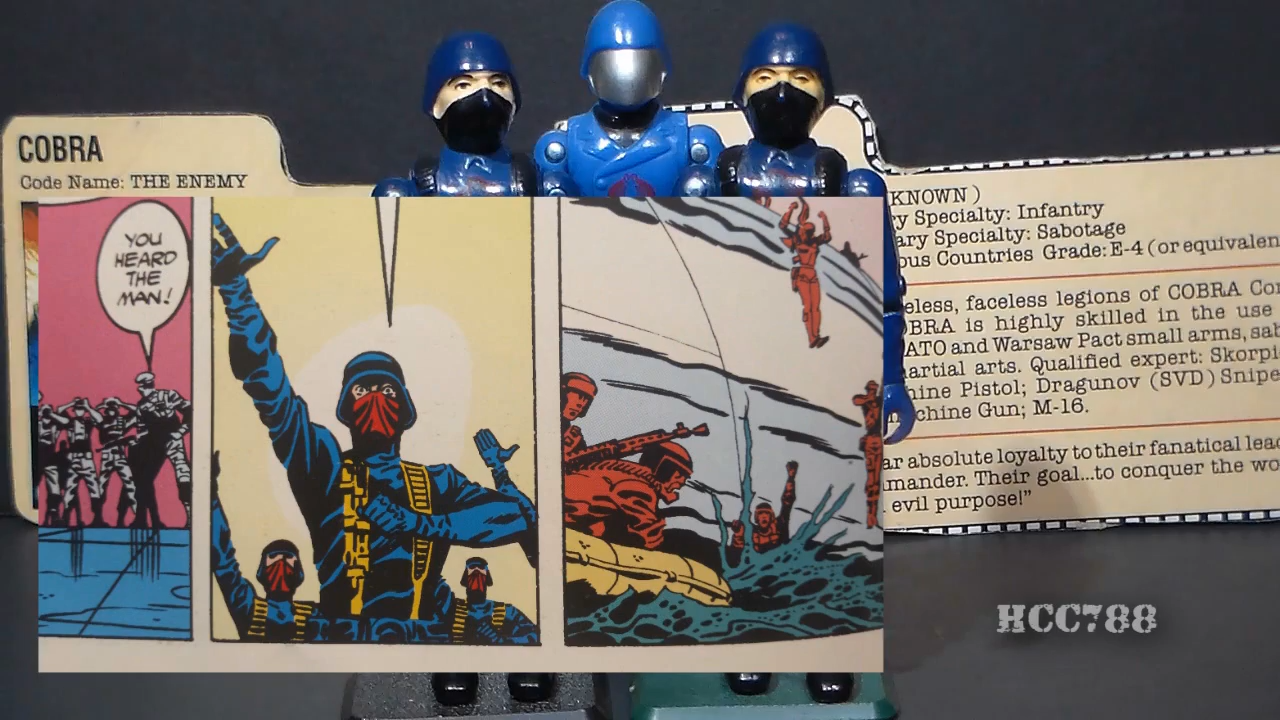 COBRA
Code Name: THE ENEMY
YOU
HEARD
THE
MAN!
KNOWN )
ry Specialty: Infantry
ary Specialty: Sabotage
ous Countries Grade: E-4 (or equivalen
eless, faceless legions of COBRA Co
BRA is highly skilled in the use
ATO and Warsaw Pact small arms, sab
artial arts. Qualified expert: Skorpi
hine Pistol; Dragunov (SVD) Snipe
chine Gun; M-16.
ar absolute loyalty to their fanatical lead
mander. Their goal...to conquer the wo
evil purpose!"
HCC788